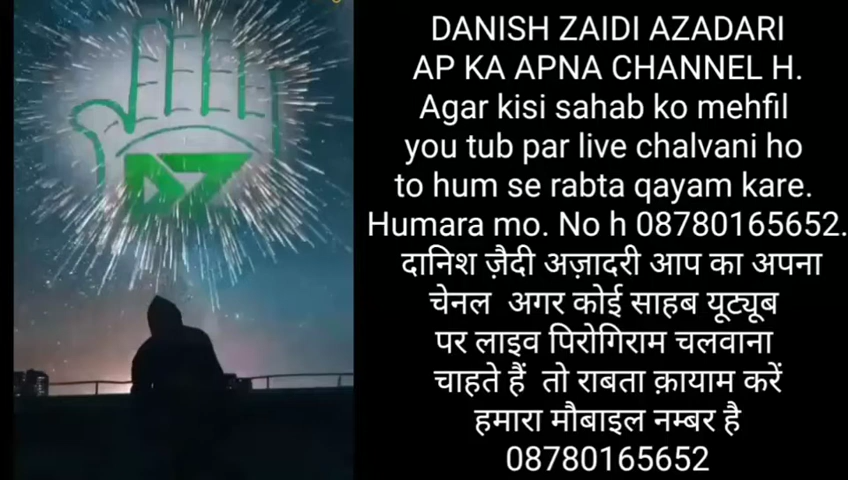 DZ
DANISH ZAIDI AZADARI
AP KA APNA CHANNEL H.
Agar kisi sahab ko mehfil
you tub par live chalvani ho
to hum se rabta qayam kare.
Humara mo. No h 08780165652.
दानिश ज़ैदी अज़ादरी आप का अपना
चेनल अगर कोई साहब यूट्यूब
पर लाइव पिरोगिराम चलवाना
चाहते हैं तो राबता क़ायाम करें
हमारा मौबाइल नम्बर है
08780165652